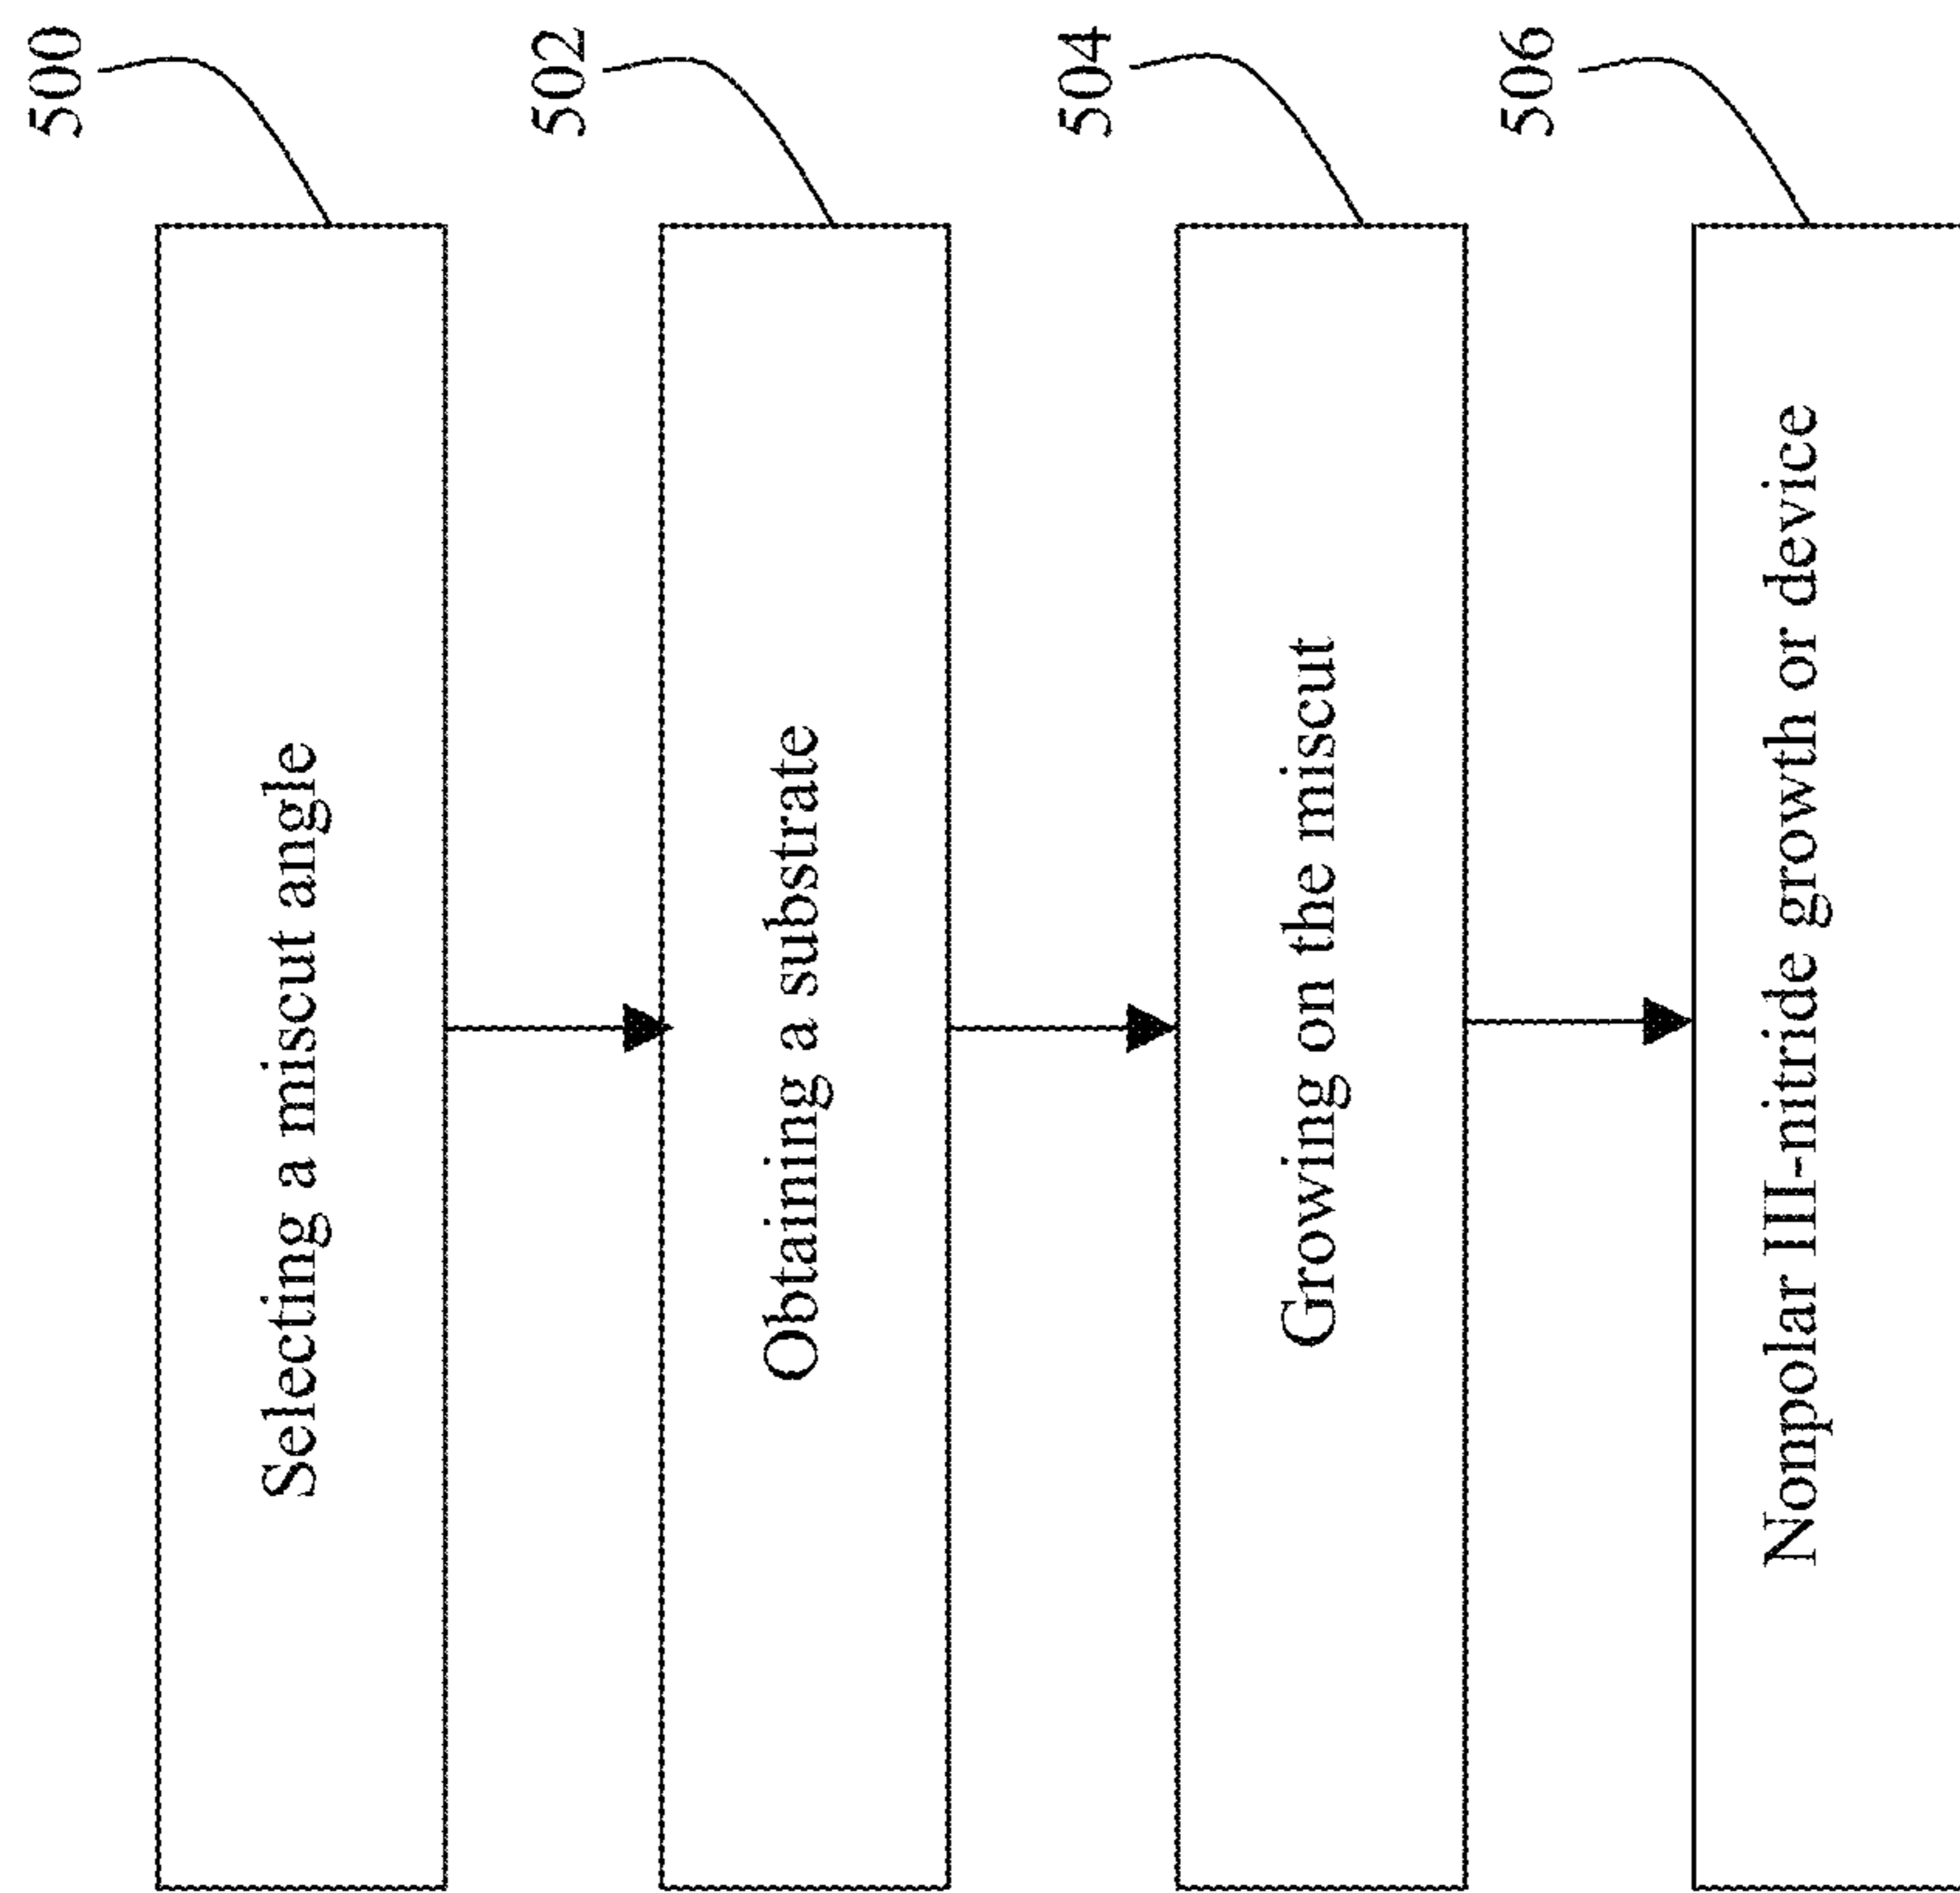 500
Selecting a miscut angle
502
Obtaining a substrate
504
Growing on the miscut
506
Nonpolar III-nitride growth or device